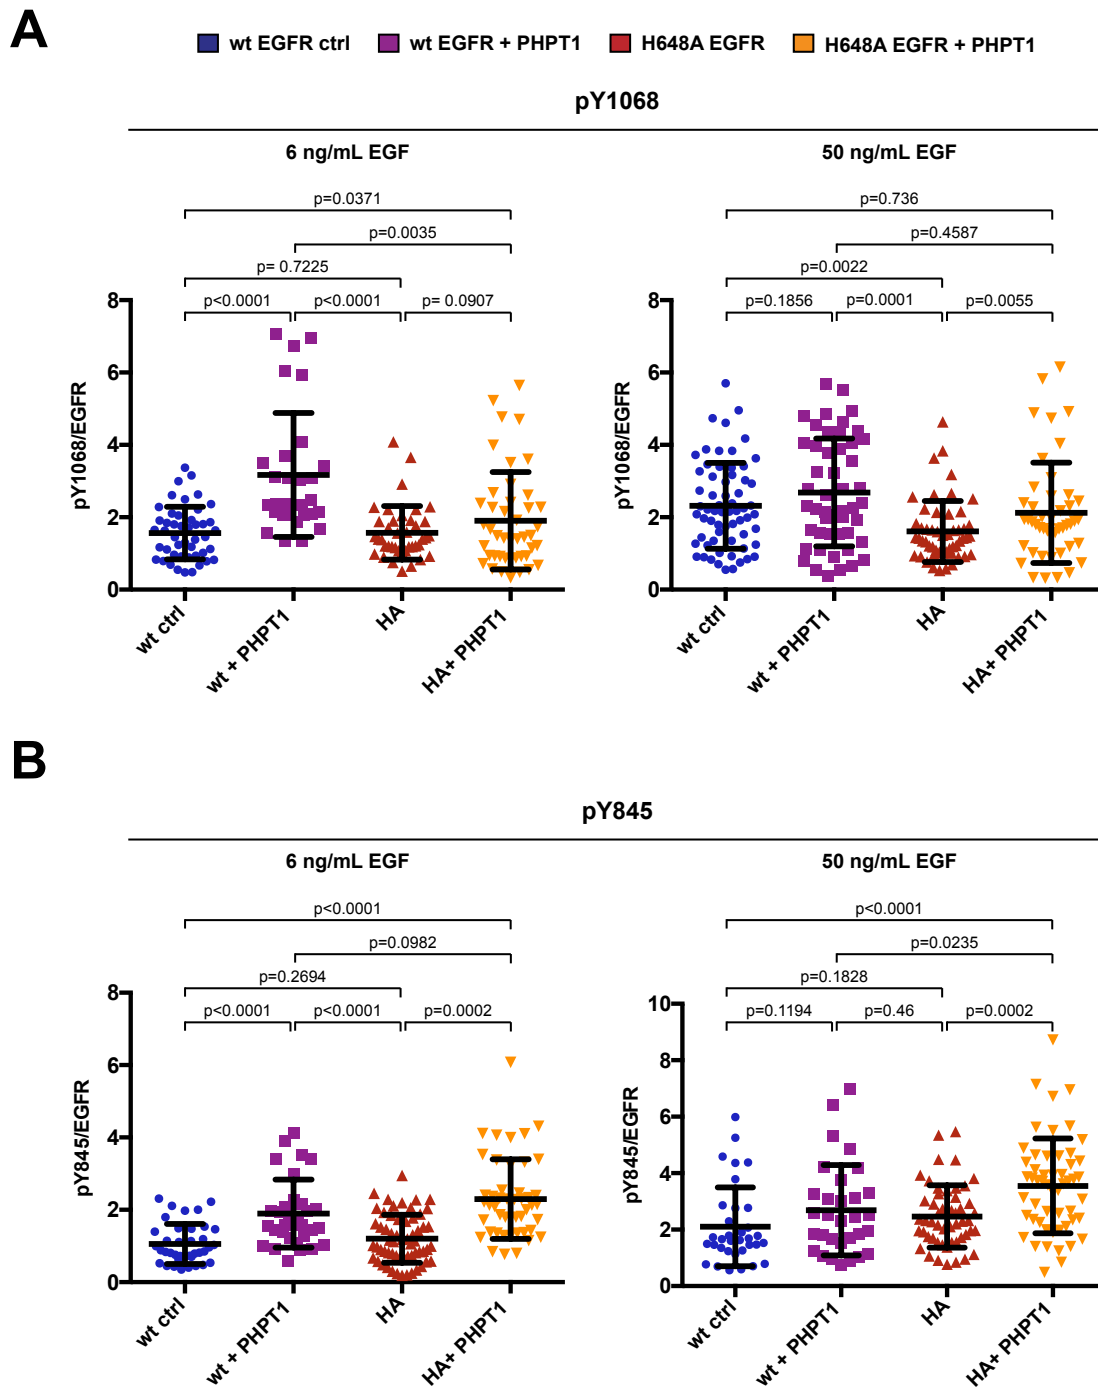 A
wt EGFR ctrl wt EGFR + PHPT1 H648A EGFR H648A EGFR + PHPT1
pY1068
6 ng/mL EGF
p=0.0371
p=0.0035
p= 0.7225
p<0.0001 p<0.0001 p= 0.0907
pY1068/EGFR
8
6
4
2
0
wt ctrl
wt + PHPT1
HA
HA+ PHPT1
50 ng/mL EGF
p=0.736
p=0.4587
p=0.0022
p=0.1856 p=0.0001 p=0.0055
pY1068/EGFR
8
6
4
2
0
wt ctrl
wt + PHPT1
HA
HA+ PHPT1
B
pY845
6 ng/mL EGF
p<0.0001
p=0.0982
p=0.2694
p<0.0001 p<0.0001 p=0.0002
pY845/EGFR
8
6
4
2
0
wt ctrl
wt + PHPT1
HA
HA+ PHPT1
50 ng/mL EGF
p<0.0001
p=0.0235
p=0.1828
p=0.1194 p=0.46 p=0.0002
pY845/EGFR
10
8
6
4
2
0
wt ctrl
wt + PHPT1
HA
HA+ PHPT1